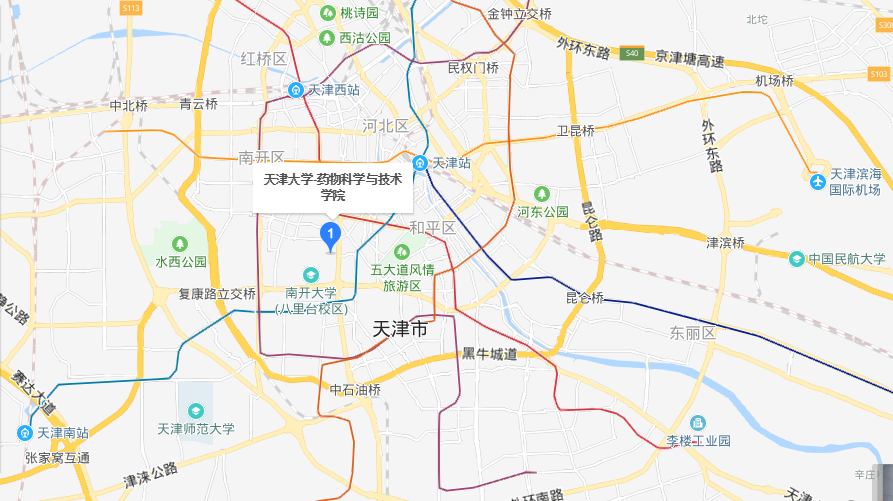 S113
桃诗园
金钟立交桥
北坨
西沽公园
外环东路
S40
京津塘高速
红桥区
民权门桥
S103
机场桥
天津西站
中北桥
青云桥
河北区
卫昆桥
外环东路
南开区
天津站
天津大学-药物科学与技术
学院
天津滨海
国际机场
河东公园
昆仑路
和平区
1
津滨桥
水西公园
五大道风情
旅游区
中国民航大学
南开大学
(八里台校区)
复康路立交桥
昆仑桥
天津市
东丽区
黑牛城道
赛达大道
中石油桥
天津师范大学
天津南站
李楼工业园
张家窝互通
津涞公路
外环南路
辛庄